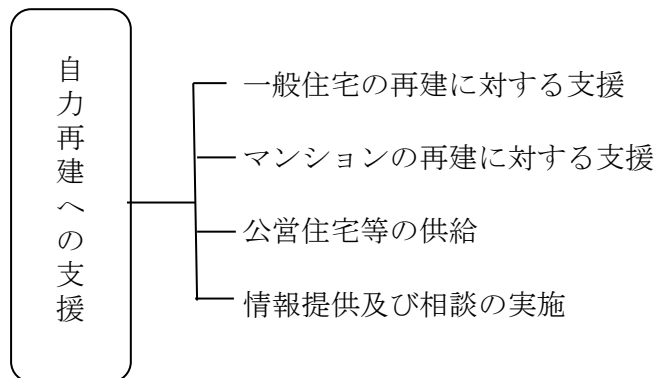 自力再建への支援
一般住宅の再建に対する支援
マンションの再建に対する支援
公営住宅等の供給
情報提供及び相談の実施